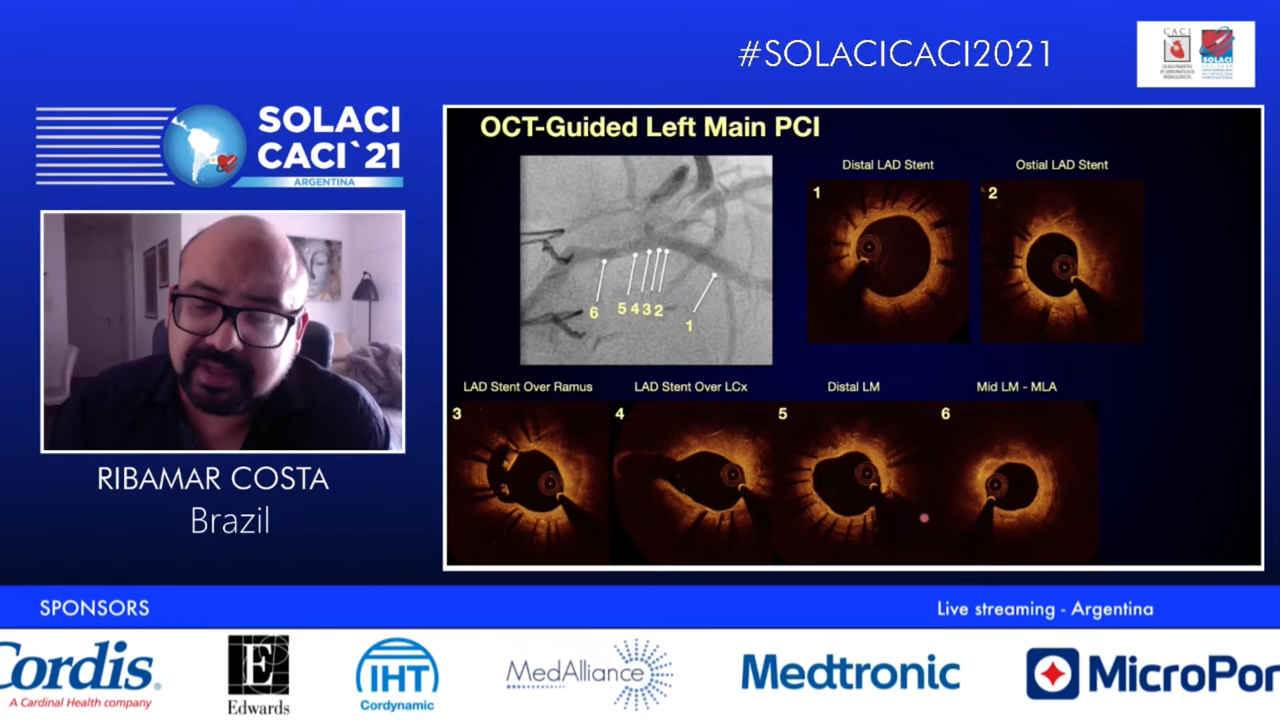 #SOLACICACI2021
CACI
SOLACI
SOLACI
CACI`21
ARGENTINA
OCT-Guided Left Main PCI
Distal LAD Stent
Ostial LAD Stent
1
2
6
5 4 3 2
1
LAD Stent Over Ramus
LAD Stent Over LCx
Distal LM
Mid LM - MLA
3
4
5
6
RIBAMAR COSTA
Brazil
SPONSORS
Live streaming - Argentina
Cordis®
A Cardinal Health company
E
Edwards
IHT
Cordynamic
MedAlliance
Medtronic
MicroPor